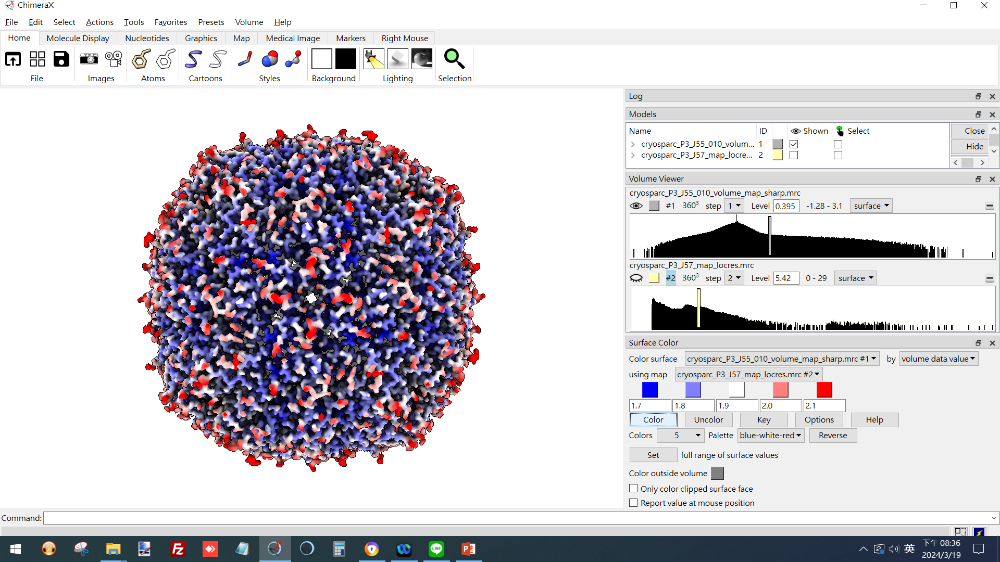 ChimeraX
File Edit Select Actions Tools Favorites Presets Volume Help
Home Molecule Display Nucleotides Graphics Map Medical Image Markers Right Mouse
File Images Atoms Cartoons Styles Background Lighting Selection
Log
Models
Name ID Shown Select Close
cryosparc_P3_J55_010_volum... 1
Hide
cryosparc_P3_J57_map_locre... 2
Volume Viewer
cryosparc_P3_J55_010_volume_map_sharp.mrc
#1 360³ step 1 Level 0.395 -1.28 - 3.1 surface
cryosparc_P3_J57_map_locres.mrc
#2 360³ step 2 Level 5.42 0 - 29 surface
Surface Color
Color surface cryosparc_P3_J55_010_volume_map_sharp.mrc #1 by volume data value
using map cryosparc_P3_J57_map_locres.mrc #2
1.7 1.8 1.9 2.0 2.1
Color Uncolor Key Options Help
Colors 5 Palette blue-white-red Reverse
Set full range of surface values
Color outside volume
Only color clipped surface face
Report value at mouse position
Command:
Fz LINE P 英 下午 08:36
2024/3/19